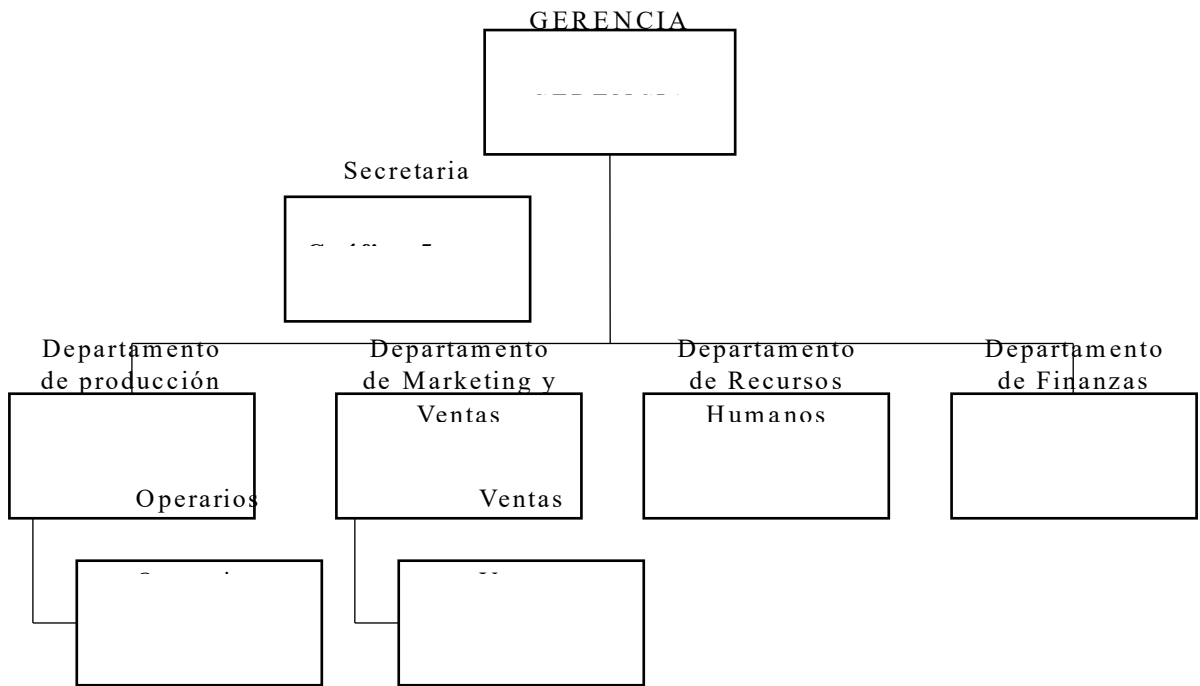 GERENCIA
Secretaria
Departamento
de producción
Departamento
de Marketing y
Ventas
Departamento
de Recursos
Humanos
Departamento
de Finanzas
Operarios
Ventas